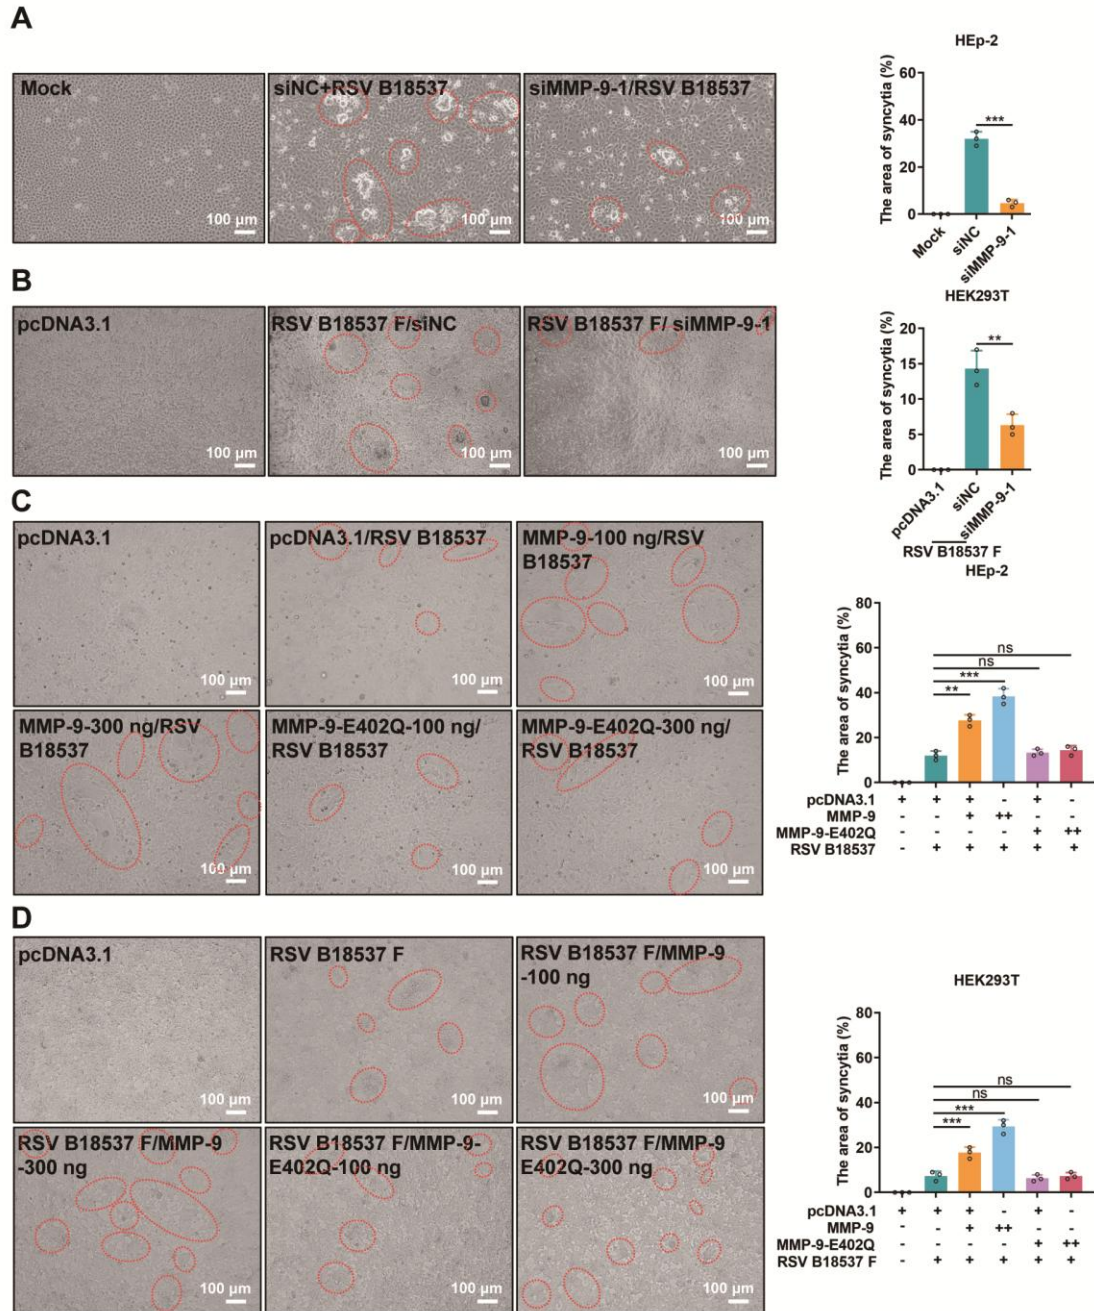 A
Mock
siNC+RSV B18537
siMMP-9-1/RSV B18537
100 µm
100 µm
100 µm
HEp-2
The area of syncytia (%)
60
40
20
0
***
Mock
siNC
siMMP-9-1
B
pcDNA3.1
RSV B18537 F/siNC
RSV B18537 F/ siMMP-9-1
100 µm
100 µm
100 µm
HEK293T
The area of syncytia (%)
20
15
10
5
0
**
pcDNA3.1
siNC
siMMP-9-1
RSV B18537 F
C
pcDNA3.1
pcDNA3.1/RSV B18537
MMP-9-100 ng/RSV
B18537
100 µm
100 µm
100 µm
MMP-9-300 ng/RSV
B18537
MMP-9-E402Q-100 ng/
RSV B18537
MMP-9-E402Q-300 ng/
RSV B18537
100 µm
100 µm
100 µm
HEp-2
The area of syncytia (%)
80
60
40
20
0
ns
ns
***
**
pcDNA3.1 + + + - + -
MMP-9 - - + ++ - -
MMP-9-E402Q - - - - + ++
RSV B18537 - + + + + +
D
pcDNA3.1
RSV B18537 F
RSV B18537 F/MMP-9
-100 ng
100 µm
100 µm
100 µm
RSV B18537 F/MMP-9
-300 ng
RSV B18537 F/MMP-9-
E402Q-100 ng
RSV B18537 F/MMP-9
E402Q-300 ng
100 µm
100 µm
100 µm
HEK293T
The area of syncytia (%)
80
60
40
20
0
ns
ns
***
***
pcDNA3.1 + + + - + -
MMP-9 - - + ++ - -
MMP-9-E402Q - - - - + ++
RSV B18537 F - + + + + +